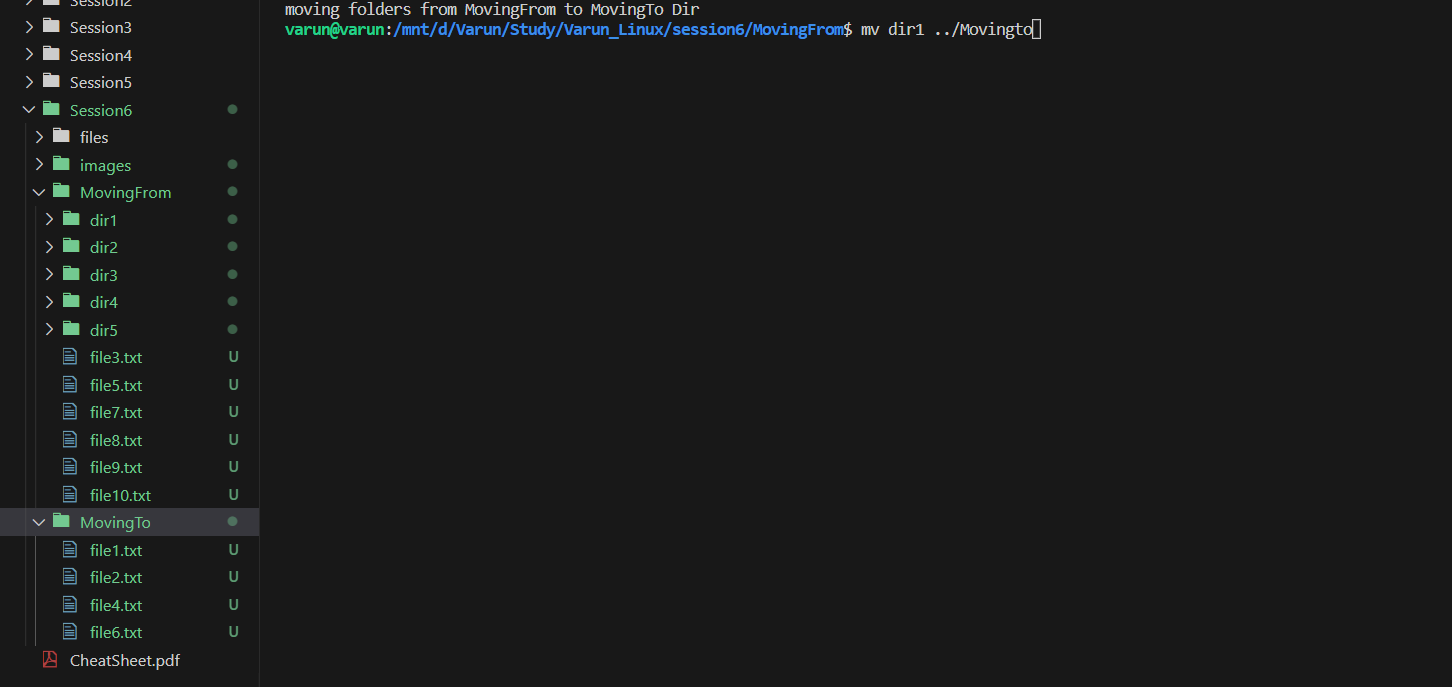 Session2
Session3
Session4
Session5
Session6
files
images
MovingFrom
dir1
dir2
dir3
dir4
dir5
file3.txt U
file5.txt U
file7.txt U
file8.txt U
file9.txt U
file10.txt U
MovingTo
file1.txt U
file2.txt U
file4.txt U
file6.txt U
CheatSheet.pdf
moving folders from MovingFrom to MovingTo Dir
varun@varun:/mnt/d/Varun/Study/Varun_Linux/session6/MovingFrom$ mv dir1 ../Movingto